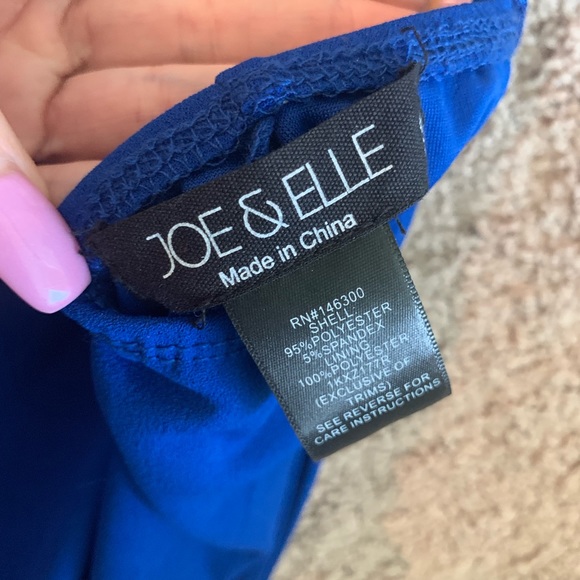 JOE & ELLE
Made in China
RN#146300
SHELL
95%POLYESTER
5%SPANDEX
LINING
100%POLYESTER
1KXZ177R
(EXCLUSIVE OF
TRIMS)
SEE REVERSE FOR
CARE INSTRUCTIONS